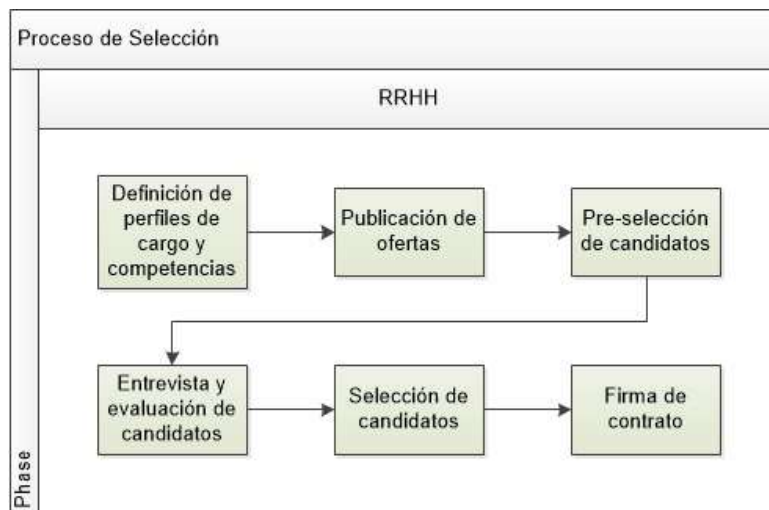 Proceso de Selección
RRHH
Definición de
perfiles de
cargo y
competencias
Publicación de
ofertas
Pre-selección
de candidatos
Entrevista y
evaluación de
candidatos
Selección de
candidatos
Firma de
contrato
Phase